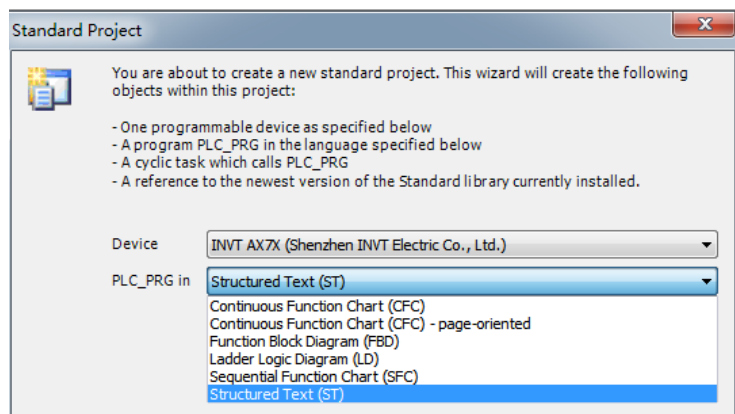 Standard Project
You are about to create a new standard project. This wizard will create the following
objects within this project:
- One programmable device as specified below
- A program PLC_PRG in the language specified below
- A cyclic task which calls PLC_PRG
- A reference to the newest version of the Standard library currently installed.
Device
INVT AX7X (Shenzhen INVT Electric Co., Ltd.)
PLC_PRG in
Structured Text (ST)
Continuous Function Chart (CFC)
Continuous Function Chart (CFC) - page-oriented
Function Block Diagram (FBD)
Ladder Logic Diagram (LD)
Sequential Function Chart (SFC)
Structured Text (ST)